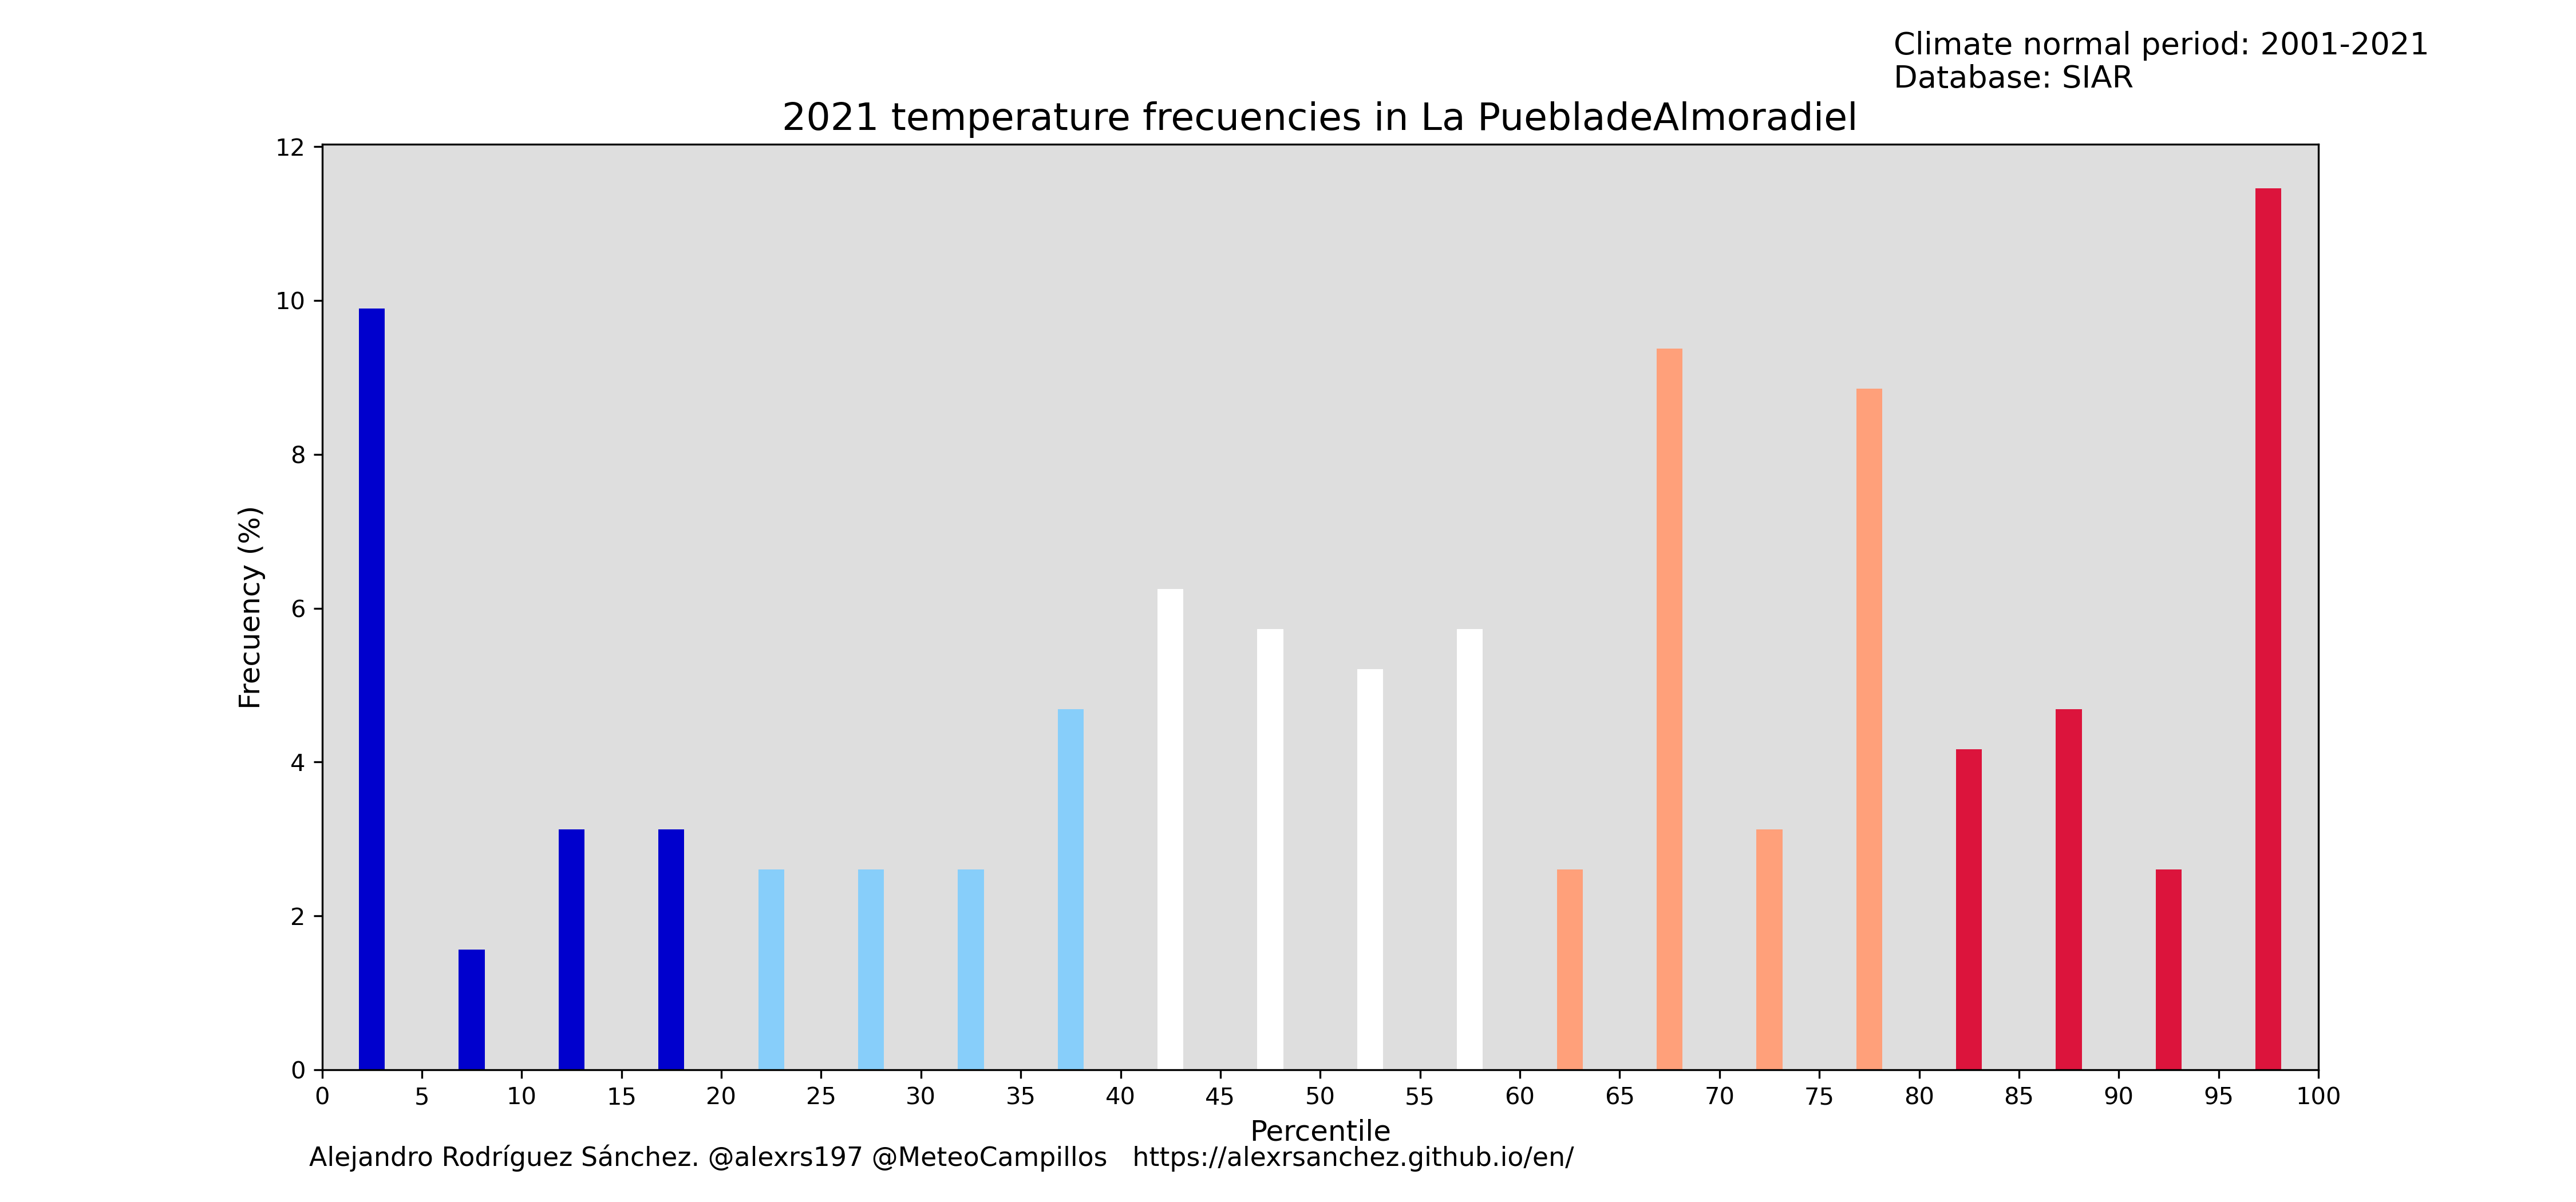 Climate normal period: 2001-2021
Database: SIAR
2021 temperature frecuencies in La PuebladeAlmoradiel
12
10
8
6
4
2
0
Frecuency (%)
0 5 10 15 20 25 30 35 40 45 50 55 60 65 70 75 80 85 90 95 100
Percentile
Alejandro Rodríguez Sánchez. @alexrs197 @MeteoCampillos https://alexrsanchez.github.io/en/